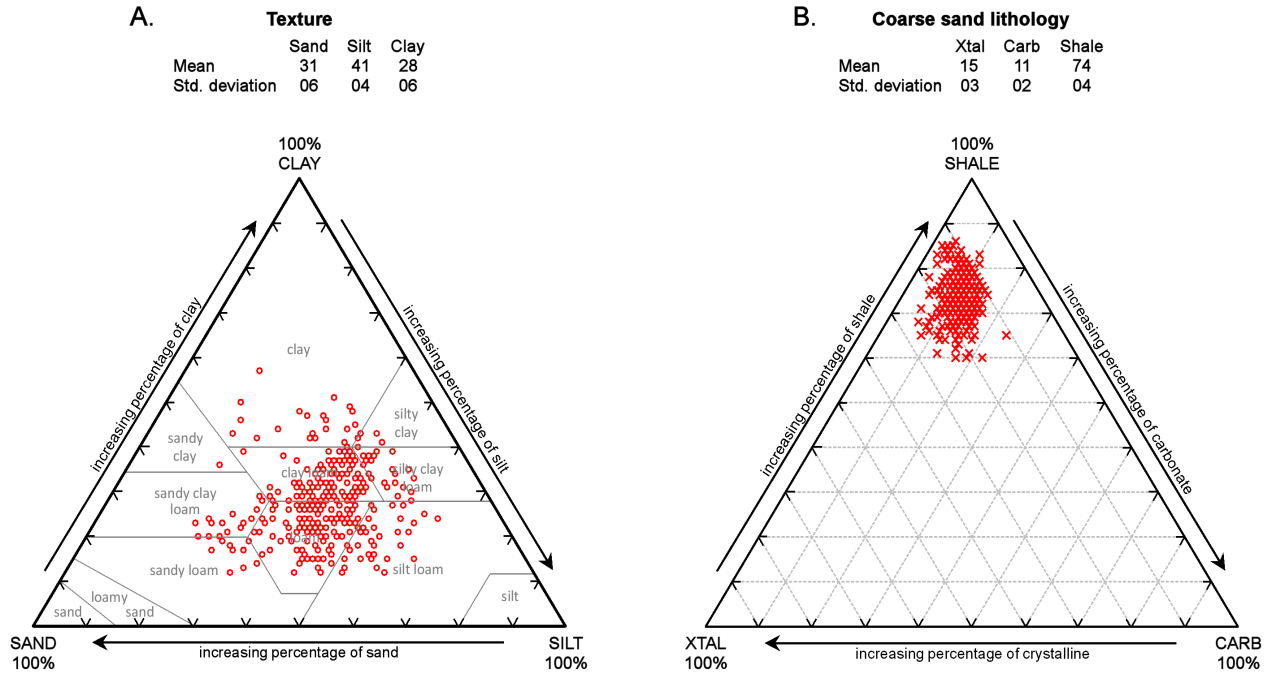 A.
Texture
Sand Silt Clay
Mean 31 41 28
Std. deviation 06 04 06
100%
CLAY
increasing percentage of clay
increasing percentage of silt
clay
silty
clay
sandy
clay
clay loam
silty clay
loam
sandy clay
loam
loam
sandy loam
silt loam
loamy
sand
sand
silt
SAND
100%
increasing percentage of sand
SILT
100%
B.
Coarse sand lithology
Xtal Carb Shale
Mean 15 11 74
Std. deviation 03 02 04
100%
SHALE
increasing percentage of shale
increasing percentage of carbonate
XTAL
100%
increasing percentage of crystalline
CARB
100%